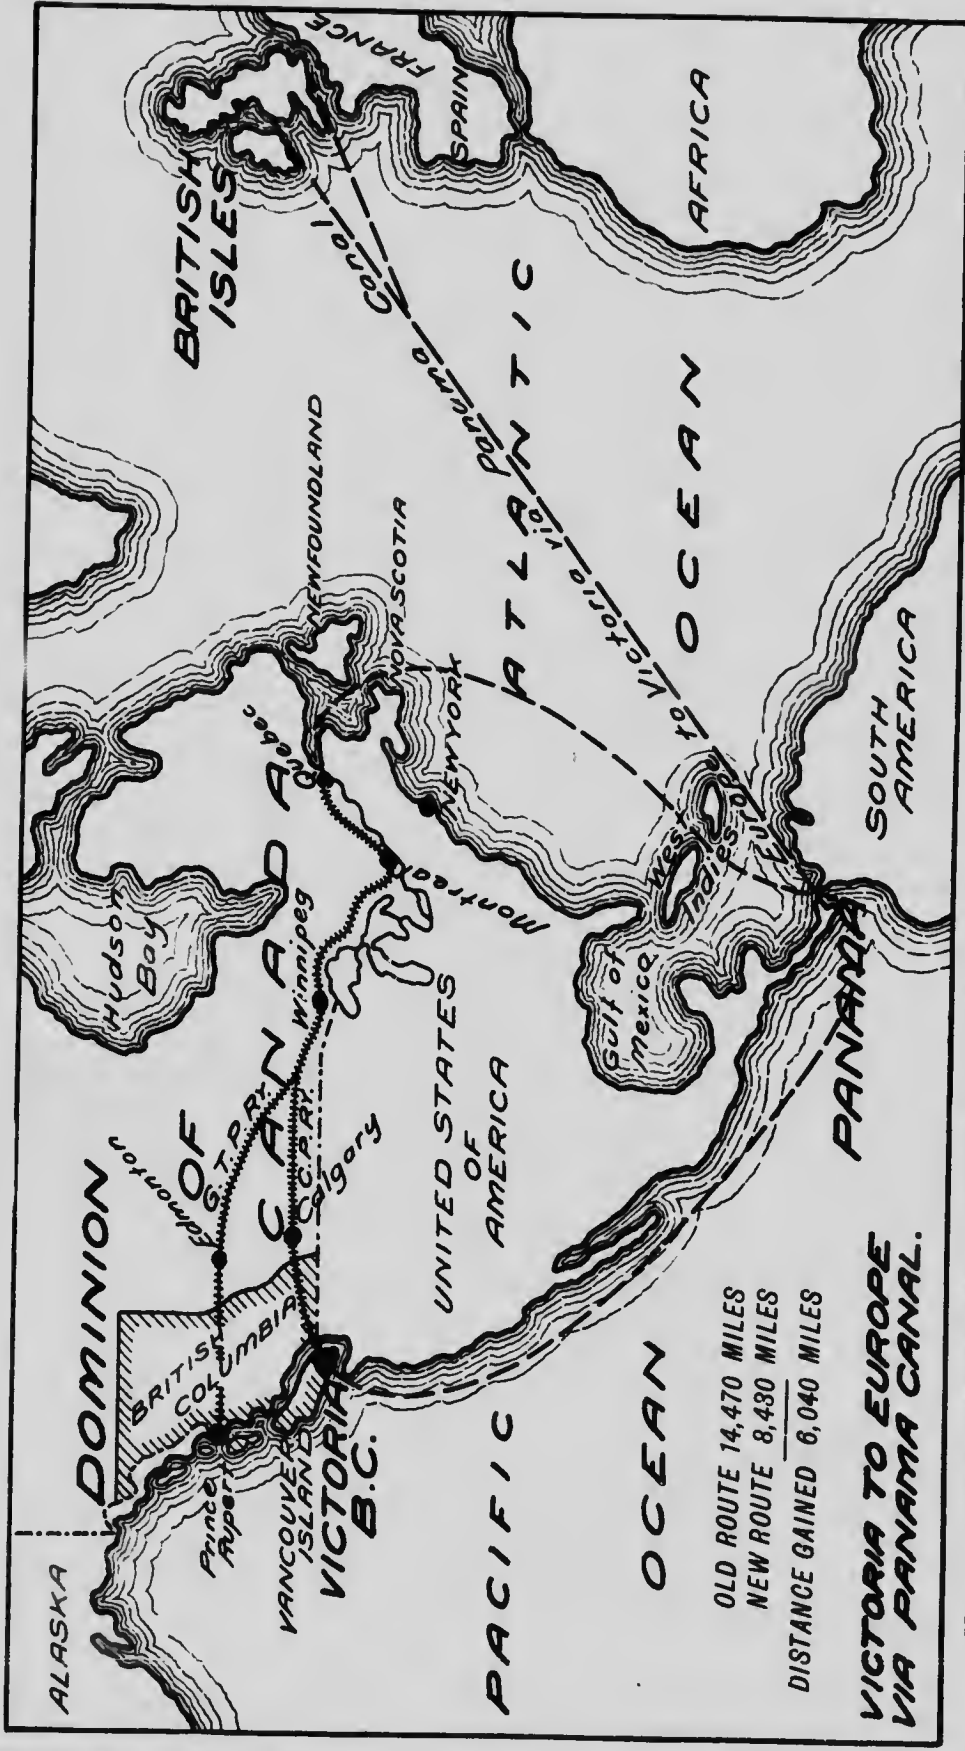 ALASKA
DOMINION
OF
CANADA
Hudson
Bay
BRITISH
ISLES
FRANCE
SPAIN
AFRICA
BRITISH
COLUMBIA
Edmonton
G. T. P. RY.
Prince
Rupert
VANCOUVER
ISLAND
VICTORIA
B.C.
C.P.RY.
Calgary
Winnipeg
Montreal
Quebec
NEWFOUNDLAND
NOVA SCOTIA
NEW YORK
UNITED STATES
OF
AMERICA
Gulf of
Mexico
West
Indies
Europe to Victoria via Panama Canal
ATLANTIC
OCEAN
SOUTH
AMERICA
PANAMA
PACIFIC
OCEAN
OLD ROUTE 14,470 MILES
NEW ROUTE 8,430 MILES
DISTANCE GAINED 6,040 MILES
VICTORIA TO EUROPE
VIA PANAMA CANAL.